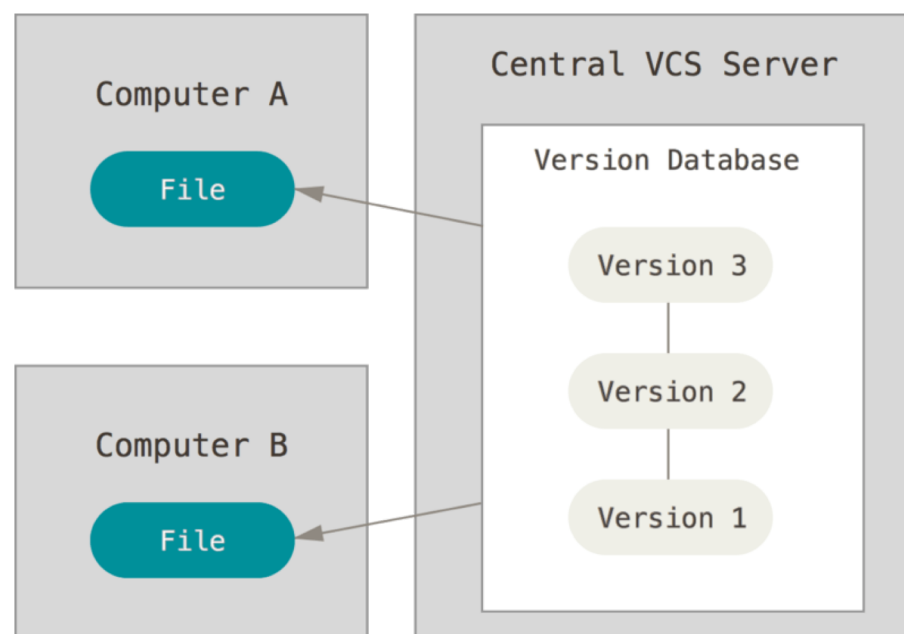 Computer A
File
Computer B
File
Central VCS Server
Version Database
Version 3
Version 2
Version 1